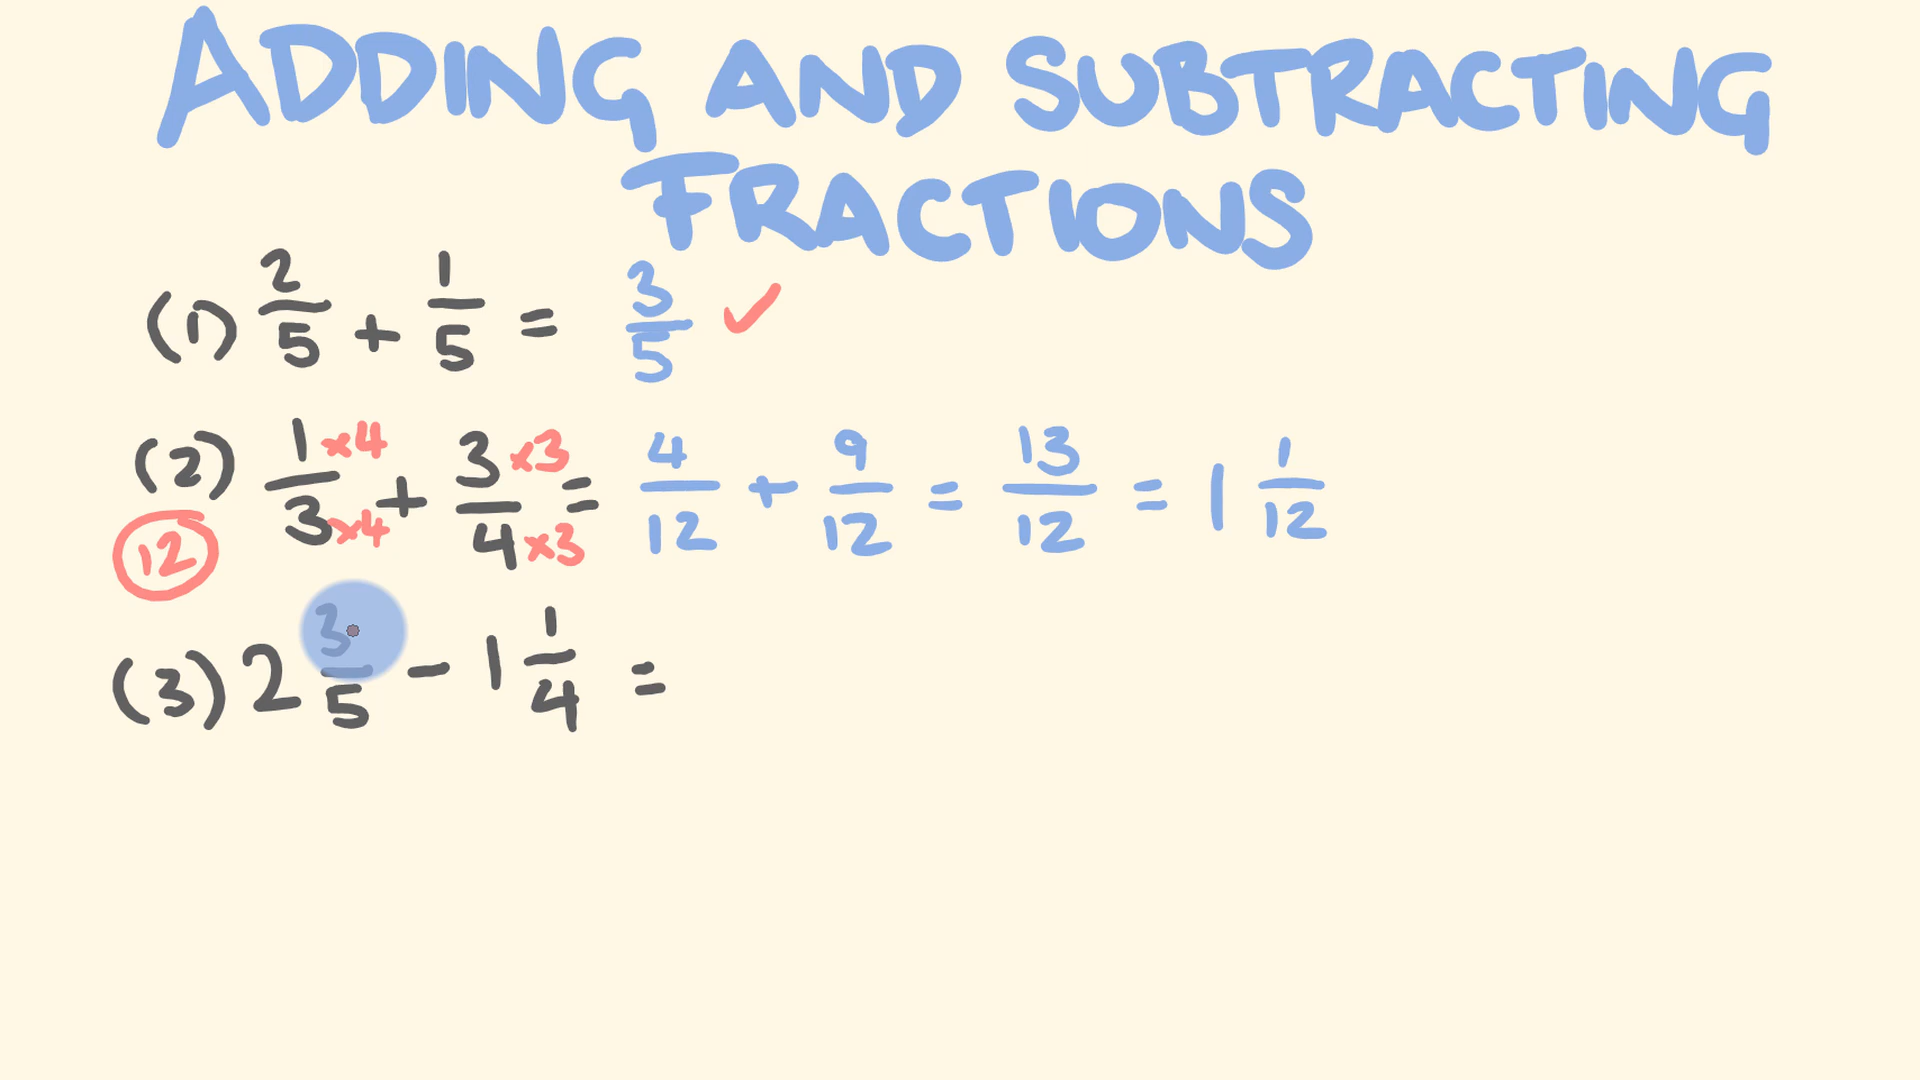 ADDING AND SUBTRACTING
FRACTIONS
(1) 2/5 + 1/5 = 3/5 ✓
(2) 1/3 ×4/×4 + 3/4 ×3/×3 = 4/12 + 9/12 = 13/12 = 1 1/12
12
(3) 2 3/5 - 1 1/4 =